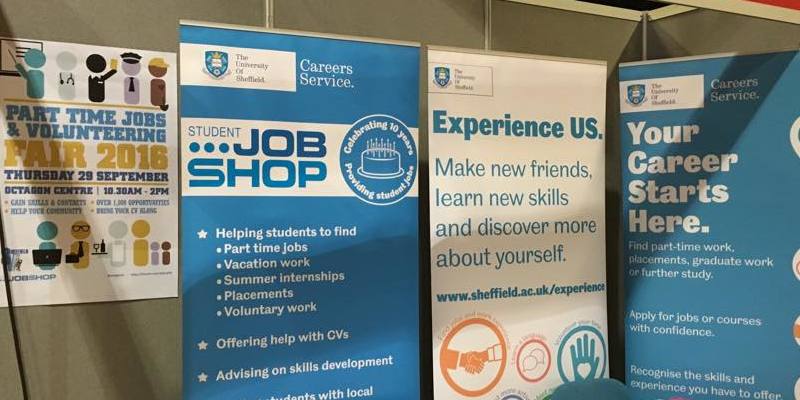 PART TIME JOBS
& VOLUNTEERING
FAIR 2016
THURSDAY 29 SEPTEMBER
OCTAGON CENTRE | 10.30AM - 2PM
• GAIN SKILLS & CONTACTS • OVER 1,000 OPPORTUNITIES
• HELP YOUR COMMUNITY • BRING YOUR CV ALONG
JOBSHOP
The
University
Of
Sheffield.
Careers
Service.
STUDENT
JOB
SHOP
Celebrating 10 years
Providing student jobs
Helping students to find
• Part time jobs
• Vacation work
• Summer internships
• Placements
• Voluntary work
Offering help with CVs
Advising on skills development
students with local
The
University
Of
Sheffield.
Experience US.
Make new friends,
learn new skills
and discover more
about yourself.
www.sheffield.ac.uk/experience
The
University
Of
Sheffield.
Careers
Service.
Your
Career
Starts
Here.
Find part-time work,
placements, graduate work
or further study.
Apply for jobs or courses
with confidence.
Recognise the skills and
experience you have to offer